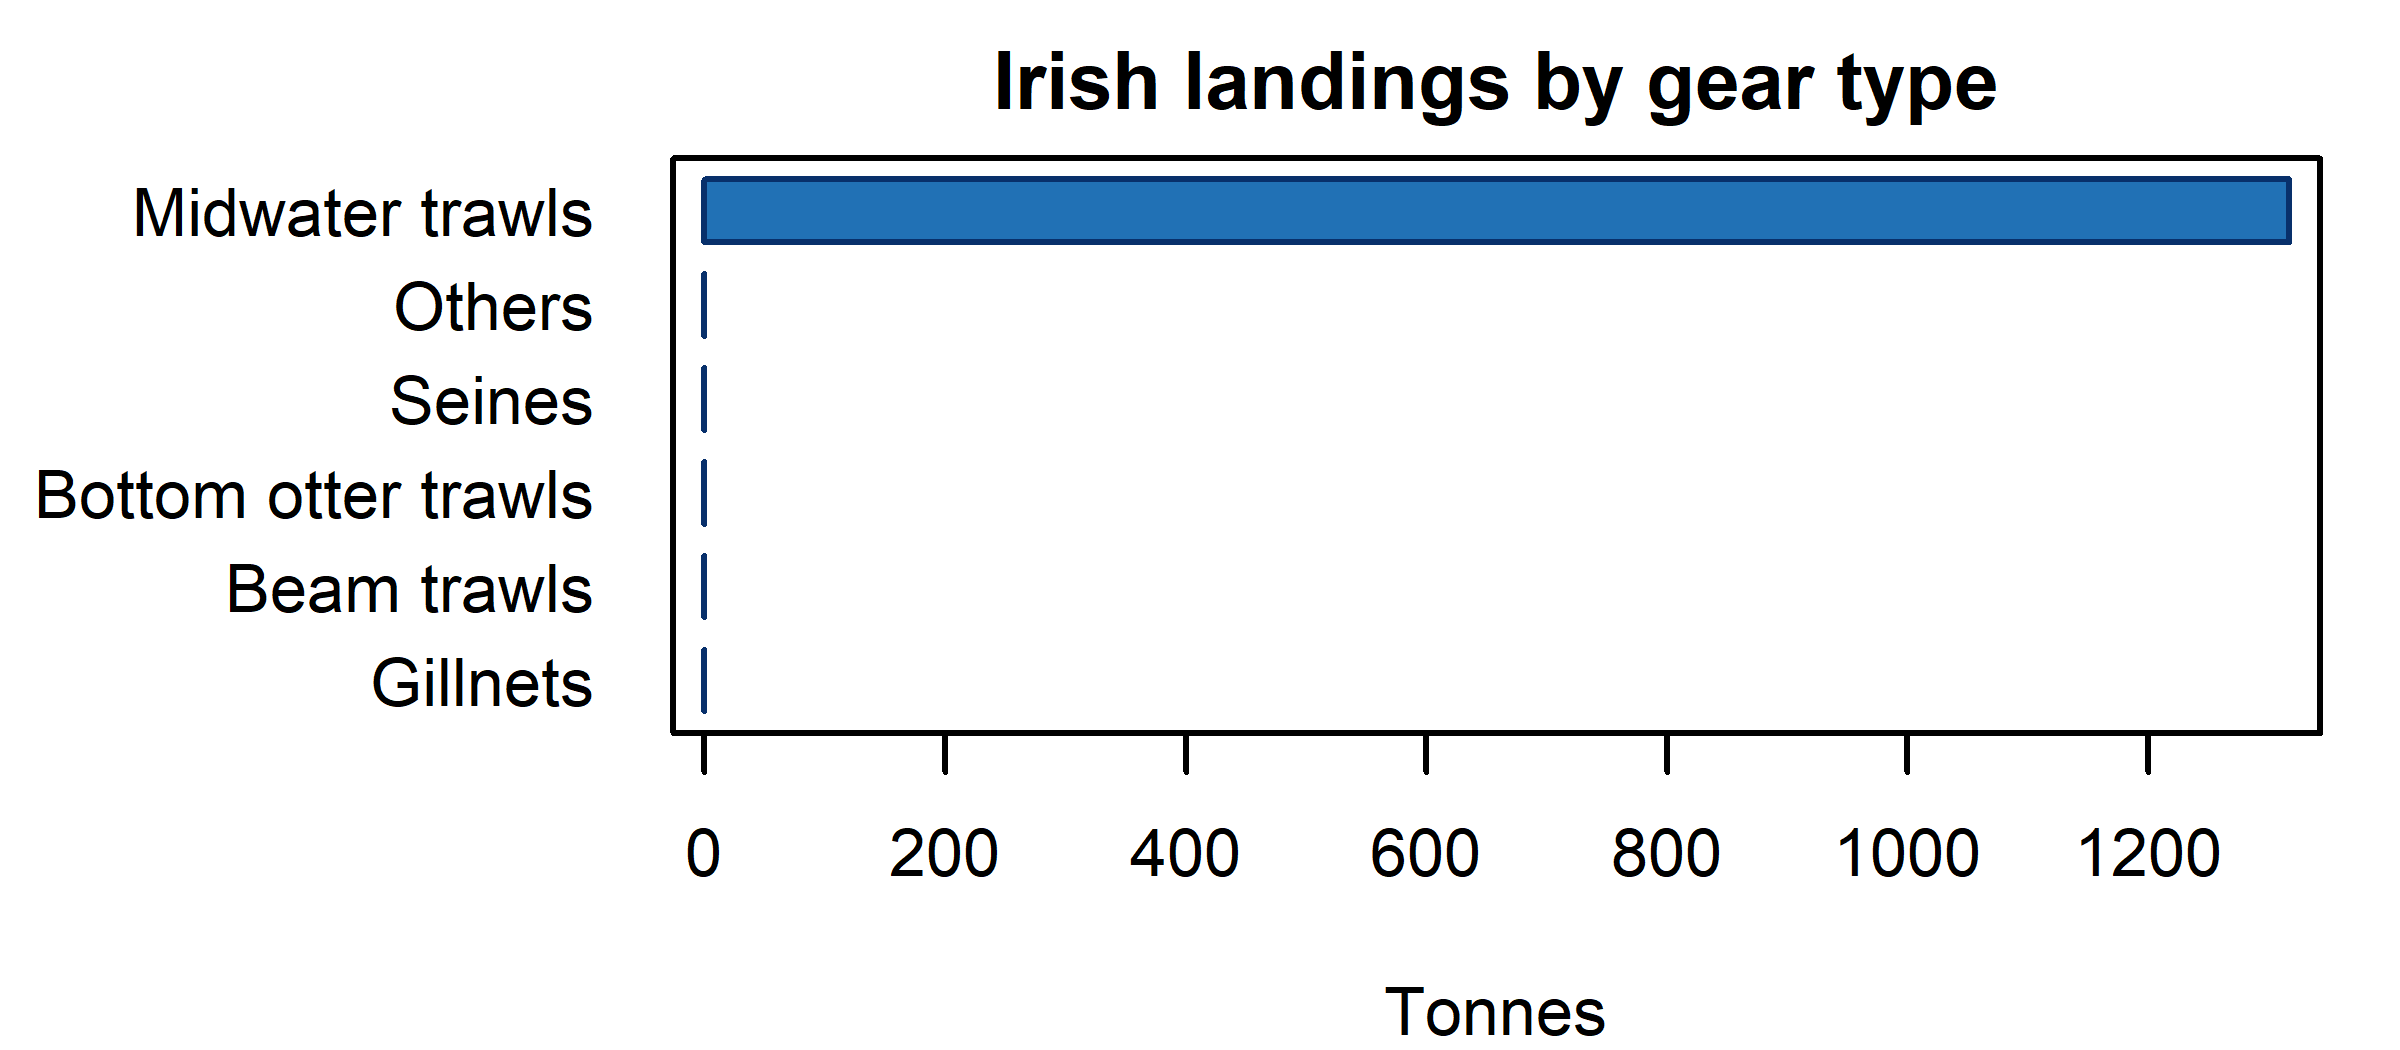 Irish landings by gear type
Midwater trawls
Others
Seines
Bottom otter trawls
Beam trawls
Gillnets
0 200 400 600 800 1000 1200
Tonnes